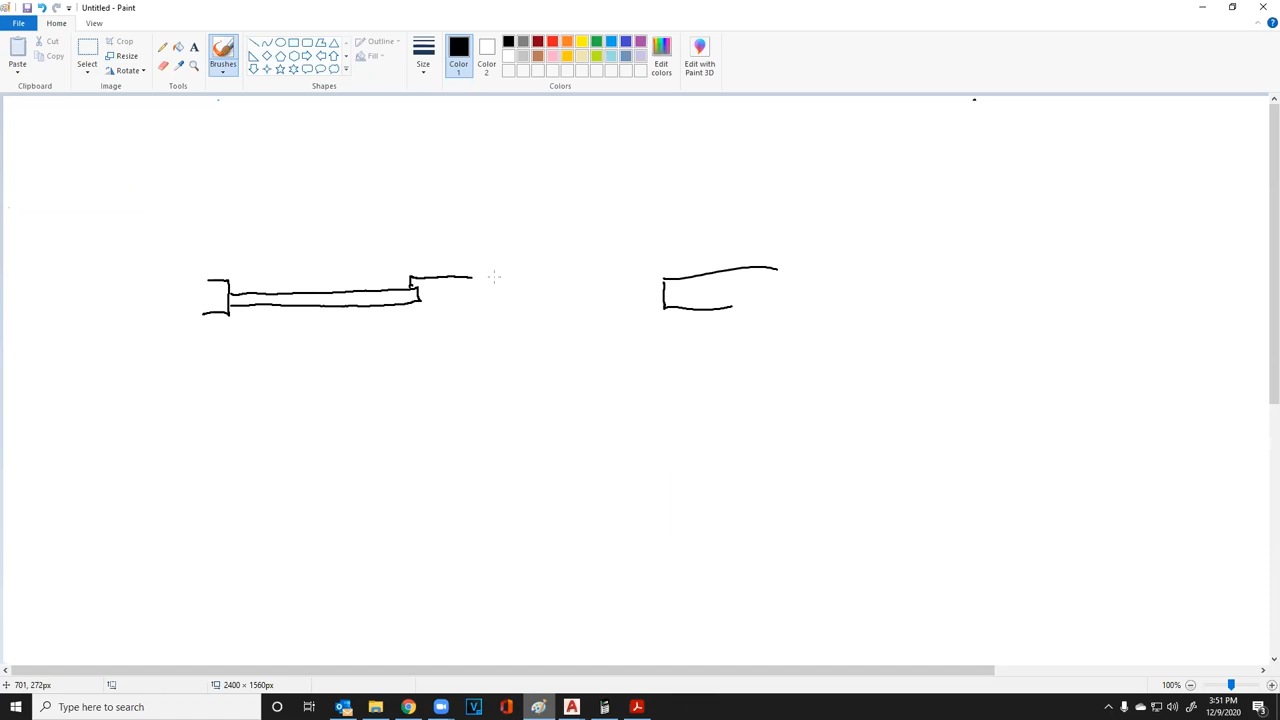 Untitled - Paint
File Home View
Paste
Cut
Copy
Clipboard
Select
Crop
Resize
Rotate
Image
A
Tools
Brushes
Outline
Fill
Shapes
Size
Color 1
Color 2
Edit colors
Colors
Edit with Paint 3D
701, 272px
2400 × 1560px
100%
Type here to search
3:51 PM
12/9/2020